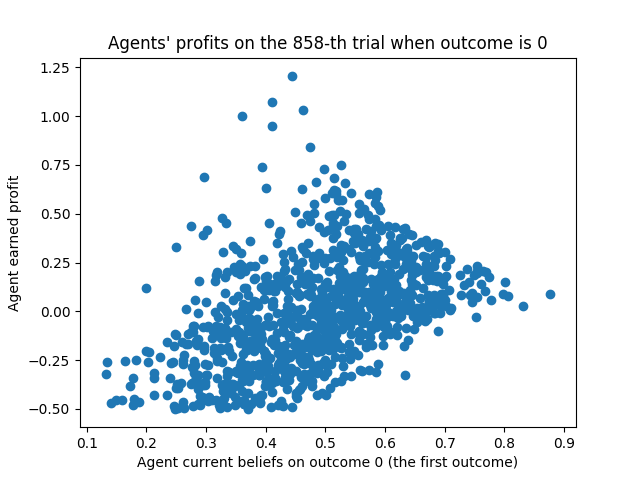 Agents' profits on the 858-th trial when outcome is 0
1.25
1.00
0.75
0.50
0.25
0.00
−0.25
−0.50
Agent earned profit
0.1 0.2 0.3 0.4 0.5 0.6 0.7 0.8 0.9
Agent current beliefs on outcome 0 (the first outcome)